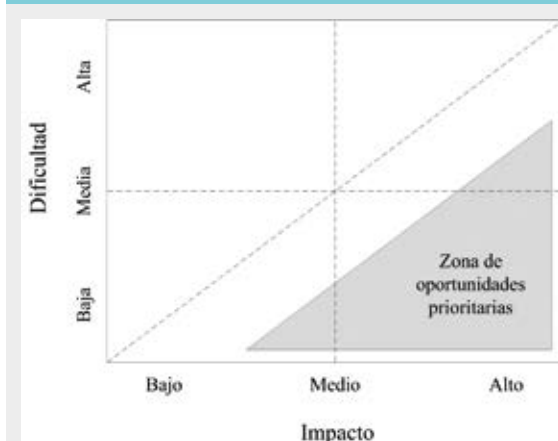 Dificultad
Alta
Media
Baja
Zona de
oportunidades
prioritarias
Bajo
Medio
Alto
Impacto